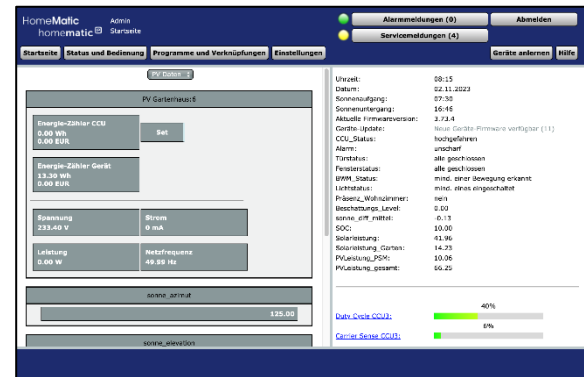 HomeMatic
homematic IP
Admin
Startseite
Alarmmeldungen (0)
Abmelden
Servicemeldungen (4)
Startseite
Status und Bedienung
Programme und Verknüpfungen
Einstellungen
Geräte anlernen
Hilfe
PV Daten
PV Gartenhaus:6
Energie-Zähler CCU
0.00 Wh
0.00 EUR
Set
Energie-Zähler Gerät
13.30 Wh
0.00 EUR
Spannung
233.40 V
Strom
0 mA
Leistung
0.00 W
Netzfrequenz
49.99 Hz
sonne_azimut
125.00
sonne_elevation
Uhrzeit: 08:15
Datum: 02.11.2023
Sonnenaufgang: 07:30
Sonnenuntergang: 16:46
Aktuelle Firmwareversion: 3.73.4
Geräte-Update: Neue Geräte-Firmware verfügbar (11)
CCU_Status: hochgefahren
Alarm: unscharf
Türstatus: alle geschlossen
Fensterstatus: alle geschlossen
BWM_Status: mind. einer Bewegung erkannt
Lichtstatus: mind. eines eingeschaltet
Präsenz_Wohnzimmer: nein
Beschattungs_Level: 0.00
sonne_diff_mittel: -0.13
SOC: 10.00
Solarleistung: 41.96
Solarleistung_Garten: 14.23
PVLeistung_PSM: 10.06
PVLeistung_gesamt: 66.25
40%
Duty Cycle CCU3:
6%
Carrier Sense CCU3: